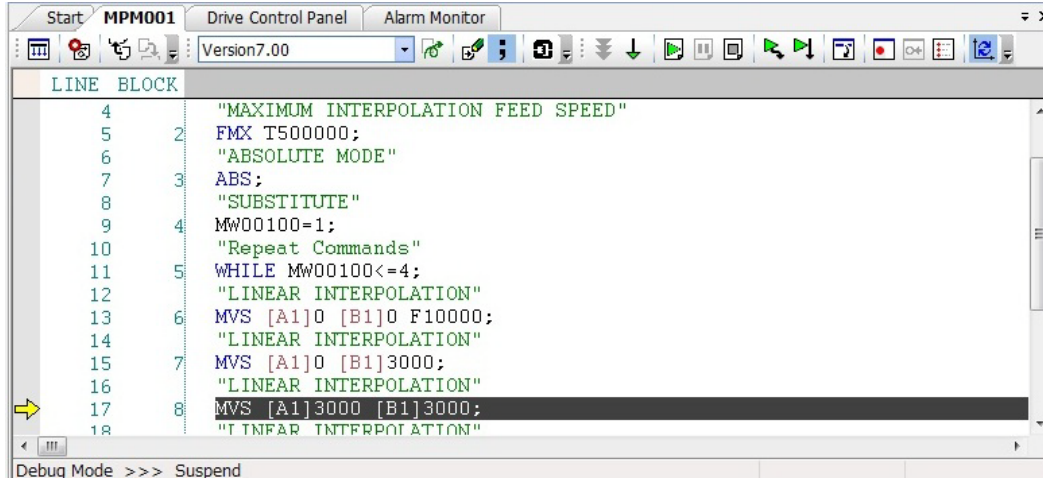 Start MPM001 Drive Control Panel Alarm Monitor
Version7.00
LINE BLOCK
4 "MAXIMUM INTERPOLATION FEED SPEED"
5 2 FMX T500000;
6 "ABSOLUTE MODE"
7 3 ABS;
8 "SUBSTITUTE"
9 4 MW00100=1;
10 "Repeat Commands"
11 5 WHILE MW00100<=4;
12 "LINEAR INTERPOLATION"
13 6 MVS [A1]0 [B1]0 F10000;
14 "LINEAR INTERPOLATION"
15 7 MVS [A1]0 [B1]3000;
16 "LINEAR INTERPOLATION"
17 8 MVS [A1]3000 [B1]3000;
18 "LINEAR INTERPOLATION"
Debug Mode >>> Suspend